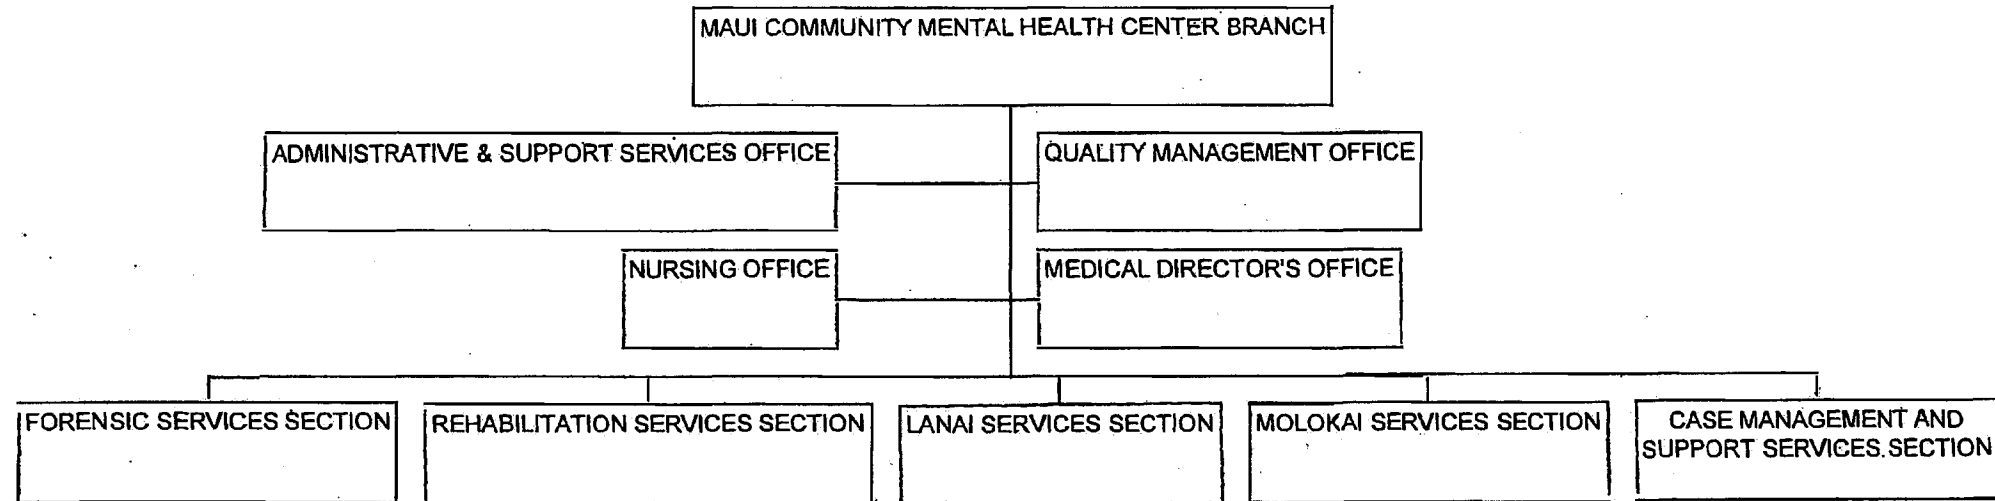 MAUI COMMUNITY MENTAL HEALTH CENTER BRANCH
ADMINISTRATIVE & SUPPORT SERVICES OFFICE
QUALITY MANAGEMENT OFFICE
NURSING OFFICE
MEDICAL DIRECTOR'S OFFICE
FORENSIC SERVICES SECTION
REHABILITATION SERVICES SECTION
LANAI SERVICES SECTION
MOLOKAI SERVICES SECTION
CASE MANAGEMENT AND
SUPPORT SERVICES SECTION